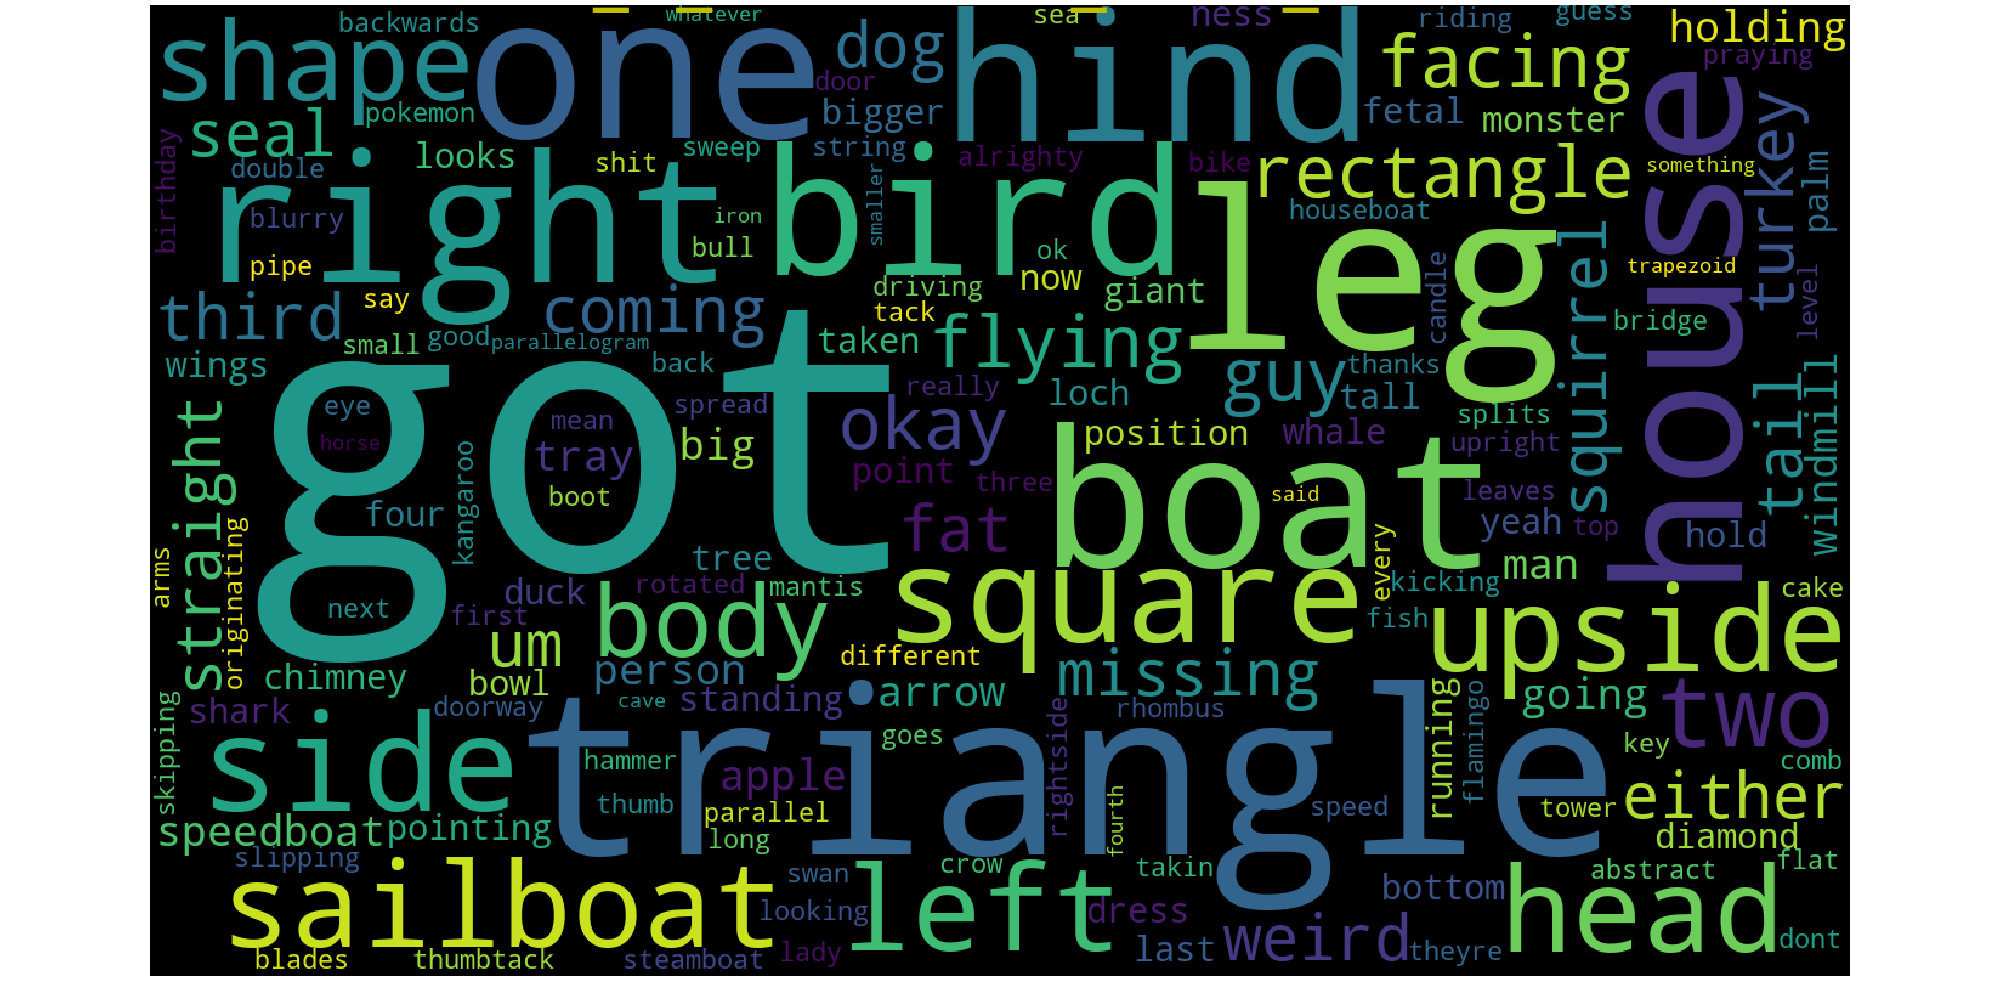 backwards whatever sea ness riding guess holding
shape one hind dog facing praying
door
pokemon bigger fetal monster
seal house turkey
birthday double looks shit sweep string alrighty bike rectangle something palm
right bird leg
blurry iron smaller houseboat squirrel
pipe bull ok trapezoid
say driving now giant candle level
third coming tack bridge
small good parallelogram taken flying
wings back loch guy thanks tail windmill
eye spread really tall
straight got mean okay splits
horse tray big position whale upright
kangaroo point three boat
boot said leaves
four fat yeah top hold
originating tree every
arms duck rotated mantis square man kicking cake
next first body fish upside
um different
chimney bowl person missing
shark doorway cave standing arrow rhombus running flamingo going two
skipping side triangle goes rightside key
hammer apple comb
thumb parallel fourth speed tower either
speedboat pointing long diamond
slipping crow takin abstract flat
sailboat swan left bottom head
looking dress
blades thumbtack steamboat lady last weird theyre dont